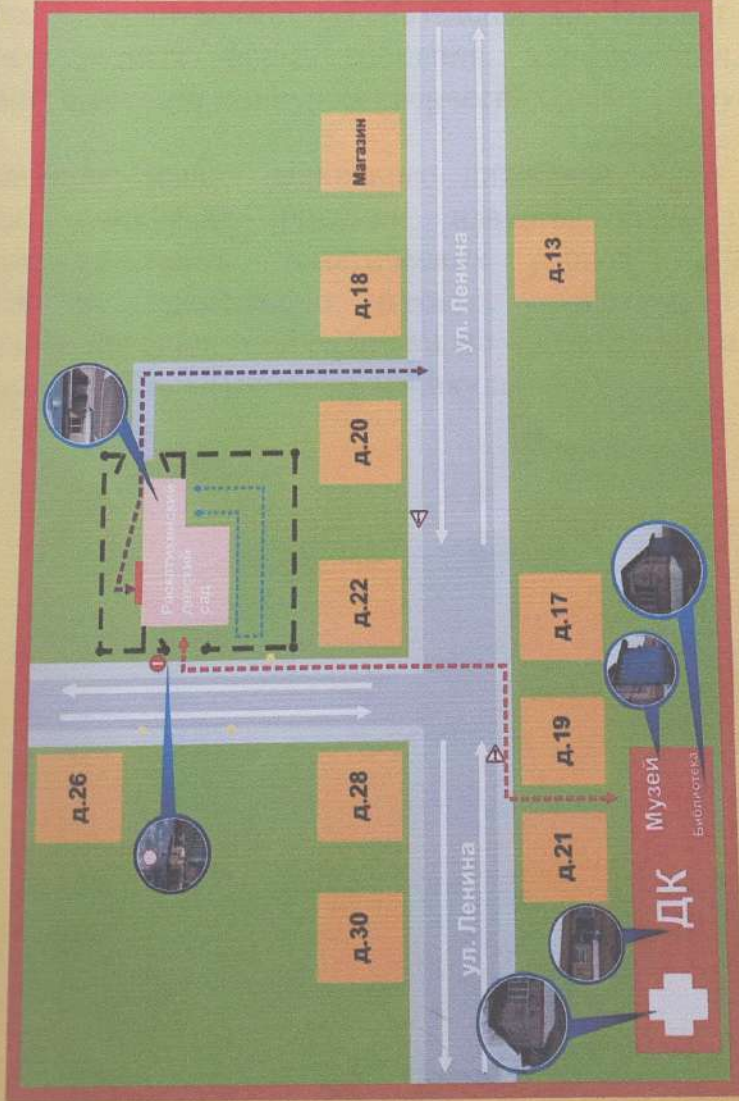 д.26
Раскатихинский
детский
сад
д.30
д.28
д.22
д.20
д.18
Магазин
ул. Ленина
ул. Ленина
д.21
д.19
д.17
д.13
ДК
Музей
Библиотека